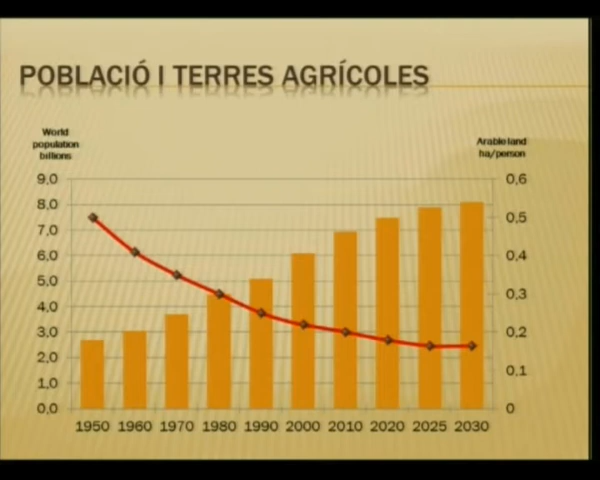 POBLACIÓ I TERRES AGRÍCOLES
World
population
billions
Arable land
ha/person
9,0
8,0
7,0
6,0
5,0
4,0
3,0
2,0
1,0
0,0
0,6
0,5
0,4
0,3
0,2
0,1
0
1950 1960 1970 1980 1990 2000 2010 2020 2025 2030